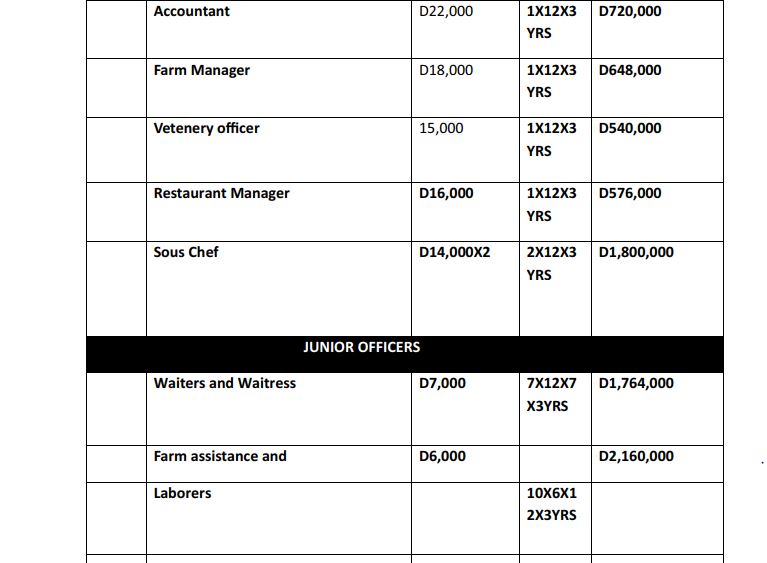 Accountant D22,000 1X12X3 D720,000
YRS
Farm Manager D18,000 1X12X3 D648,000
YRS
Vetenery officer 15,000 1X12X3 D540,000
YRS
Restaurant Manager D16,000 1X12X3 D576,000
YRS
Sous Chef D14,000X2 2X12X3 D1,800,000
YRS
JUNIOR OFFICERS
Waiters and Waitress D7,000 7X12X7 D1,764,000
X3YRS
Farm assistance and D6,000 D2,160,000
Laborers 10X6X1
2X3YRS